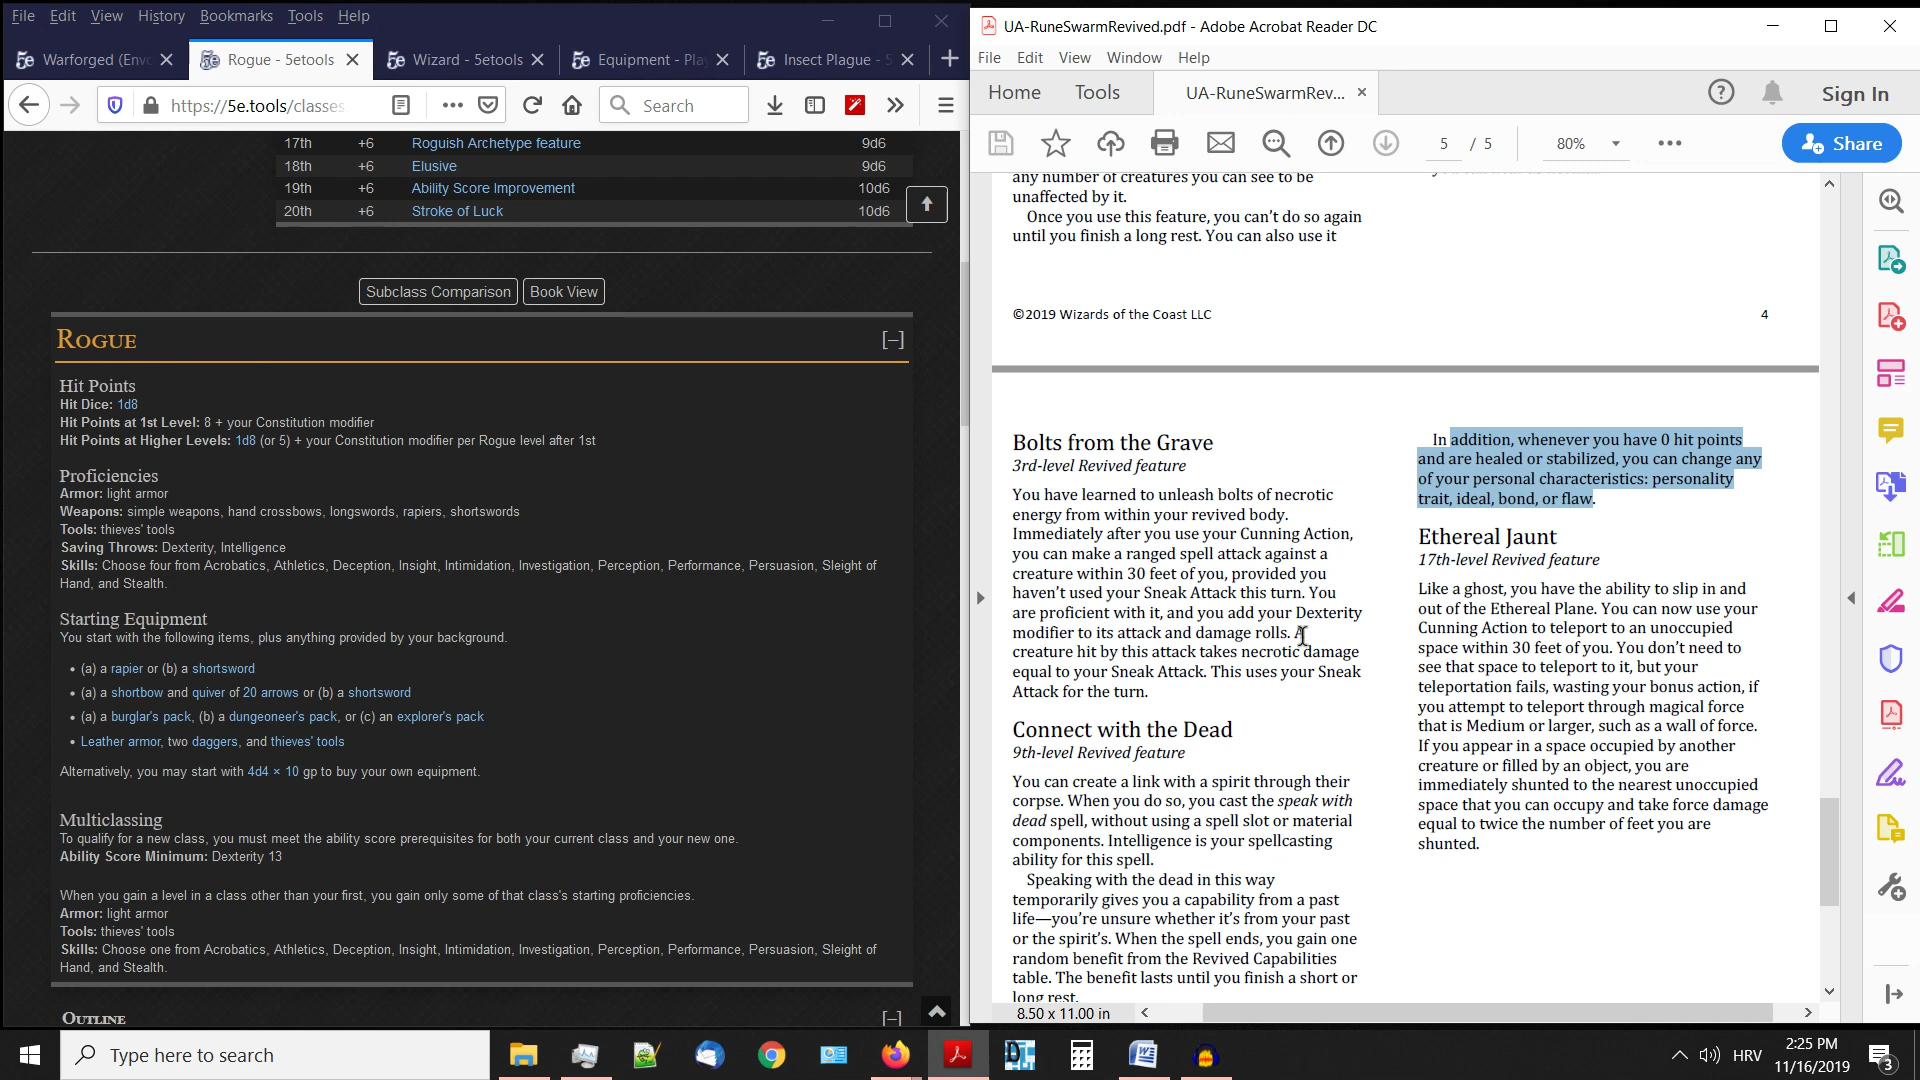 File Edit View History Bookmarks Tools Help
Warforged (Envo
Rogue - 5etools
Wizard - 5etools
Equipment - Pla
Insect Plague - 5
https://5e.tools/classes
Search
17th +6 Roguish Archetype feature 9d6
18th +6 Elusive 9d6
19th +6 Ability Score Improvement 10d6
20th +6 Stroke of Luck 10d6
Subclass Comparison Book View
Rogue [–]
Hit Points
Hit Dice: 1d8
Hit Points at 1st Level: 8 + your Constitution modifier
Hit Points at Higher Levels: 1d8 (or 5) + your Constitution modifier per Rogue level after 1st
Proficiencies
Armor: light armor
Weapons: simple weapons, hand crossbows, longswords, rapiers, shortswords
Tools: thieves' tools
Saving Throws: Dexterity, Intelligence
Skills: Choose four from Acrobatics, Athletics, Deception, Insight, Intimidation, Investigation, Perception, Performance, Persuasion, Sleight of
Hand, and Stealth.
Starting Equipment
You start with the following items, plus anything provided by your background.
• (a) a rapier or (b) a shortsword
• (a) a shortbow and quiver of 20 arrows or (b) a shortsword
• (a) a burglar's pack, (b) a dungeoneer's pack, or (c) an explorer's pack
• Leather armor, two daggers, and thieves' tools
Alternatively, you may start with 4d4 × 10 gp to buy your own equipment.
Multiclassing
To qualify for a new class, you must meet the ability score prerequisites for both your current class and your new one.
Ability Score Minimum: Dexterity 13
When you gain a level in a class other than your first, you gain only some of that class's starting proficiencies.
Armor: light armor
Tools: thieves' tools
Skills: Choose one from Acrobatics, Athletics, Deception, Insight, Intimidation, Investigation, Perception, Performance, Persuasion, Sleight of
Hand, and Stealth.
Outline [–]
UA-RuneSwarmRevived.pdf - Adobe Acrobat Reader DC
File Edit View Window Help
Home Tools UA-RuneSwarmRev... Sign In
5 / 5 80% Share
any number of creatures you can see to be
unaffected by it.
Once you use this feature, you can't do so again
until you finish a long rest. You can also use it
©2019 Wizards of the Coast LLC 4
Bolts from the Grave
3rd-level Revived feature
You have learned to unleash bolts of necrotic
energy from within your revived body.
Immediately after you use your Cunning Action,
you can make a ranged spell attack against a
creature within 30 feet of you, provided you
haven't used your Sneak Attack this turn. You
are proficient with it, and you add your Dexterity
modifier to its attack and damage rolls. A
creature hit by this attack takes necrotic damage
equal to your Sneak Attack. This uses your Sneak
Attack for the turn.
Connect with the Dead
9th-level Revived feature
You can create a link with a spirit through their
corpse. When you do so, you cast the speak with
dead spell, without using a spell slot or material
components. Intelligence is your spellcasting
ability for this spell.
Speaking with the dead in this way
temporarily gives you a capability from a past
life—you're unsure whether it's from your past
or the spirit's. When the spell ends, you gain one
random benefit from the Revived Capabilities
table. The benefit lasts until you finish a short or
long rest.
In addition, whenever you have 0 hit points
and are healed or stabilized, you can change any
of your personal characteristics: personality
trait, ideal, bond, or flaw.
Ethereal Jaunt
17th-level Revived feature
Like a ghost, you have the ability to slip in and
out of the Ethereal Plane. You can now use your
Cunning Action to teleport to an unoccupied
space within 30 feet of you. You don't need to
see that space to teleport to it, but your
teleportation fails, wasting your bonus action, if
you attempt to teleport through magical force
that is Medium or larger, such as a wall of force.
If you appear in a space occupied by another
creature or filled by an object, you are
immediately shunted to the nearest unoccupied
space that you can occupy and take force damage
equal to twice the number of feet you are
shunted.
8.50 x 11.00 in
Type here to search
HRV
2:25 PM
11/16/2019
3